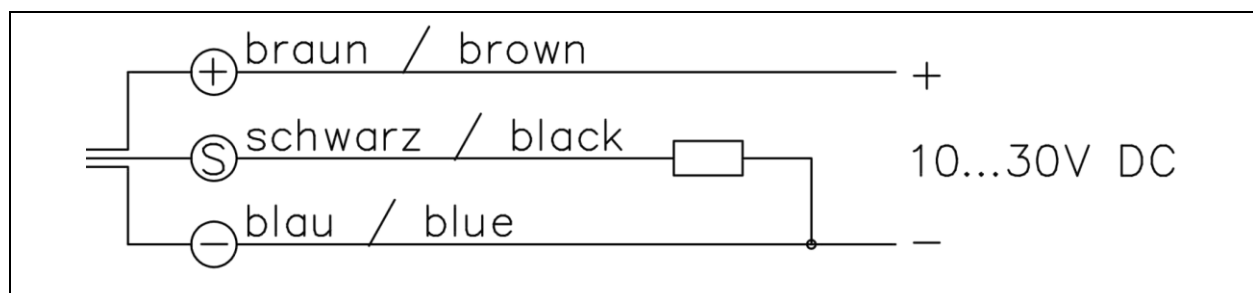 + braun / brown +
S schwarz / black
10...30V DC
− blau / blue −